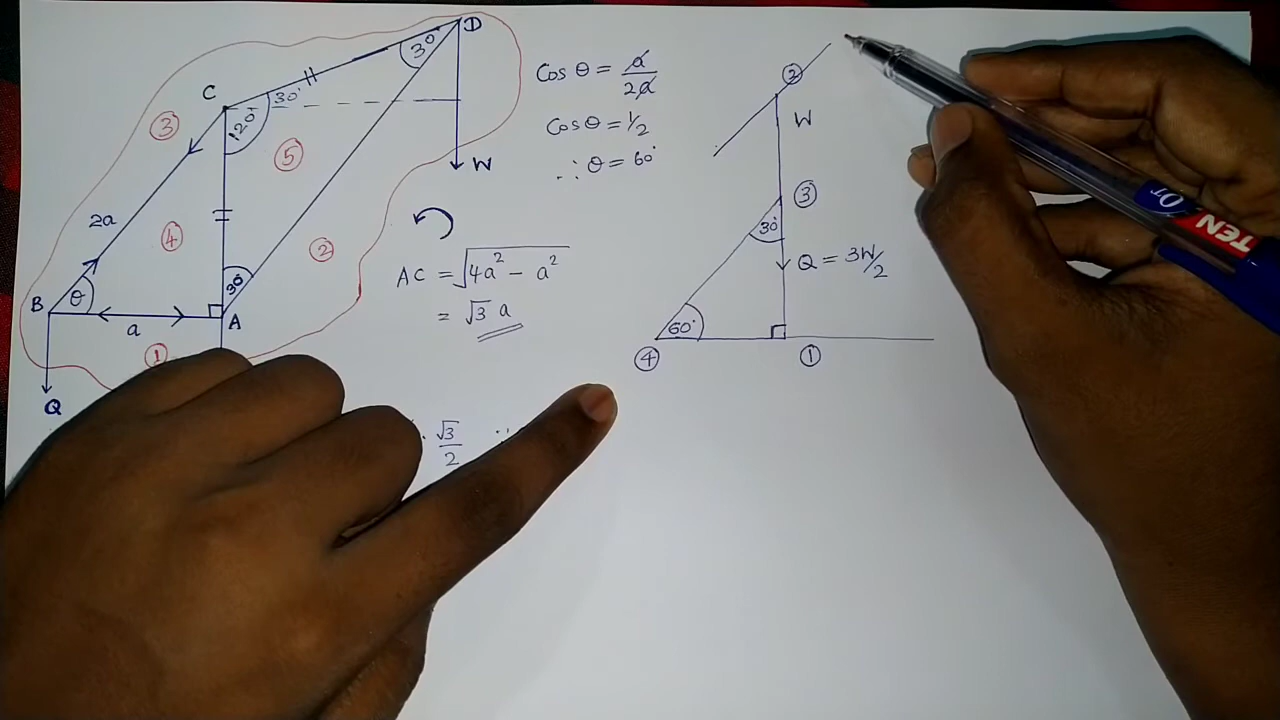 D
30°
C
30°
120°
③
⑤
W
2a
④
②
30°
B
θ
a
A
①
Q
Cos θ = a/2a
Cos θ = 1/2
∴ θ = 60°
AC = √4a² - a²
= √3 a
√3/2
②
W
③
30°
Q = 3W/2
60°
④
①
TEN